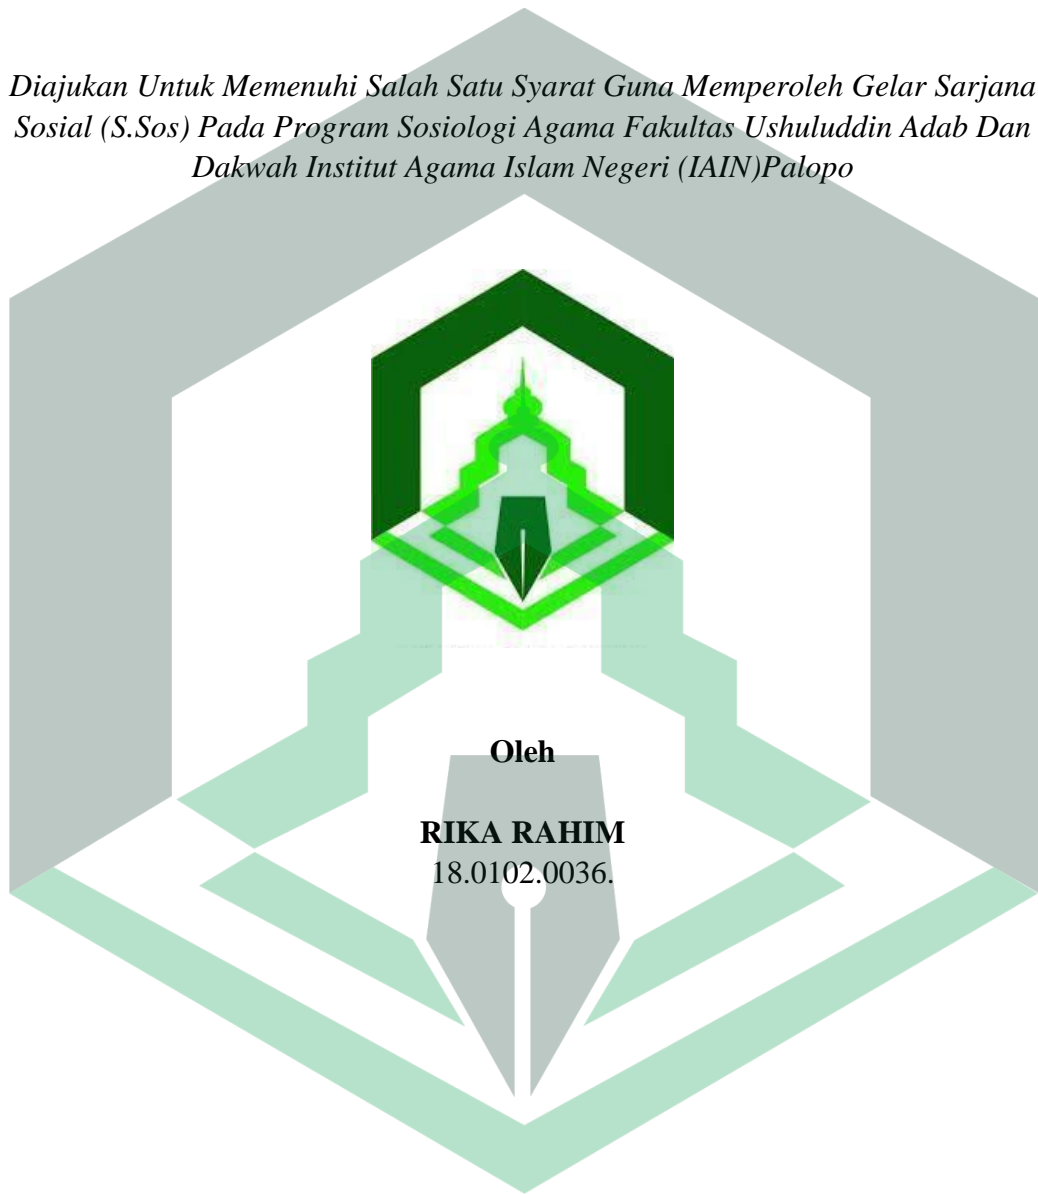 Diajukan Untuk Memenuhi Salah Satu Syarat Guna Memperoleh Gelar Sarjana
Sosial (S.Sos) Pada Program Sosiologi Agama Fakultas Ushuluddin Adab Dan
Dakwah Institut Agama Islam Negeri (IAIN)Palopo
Oleh
RIKA RAHIM
18.0102.0036.